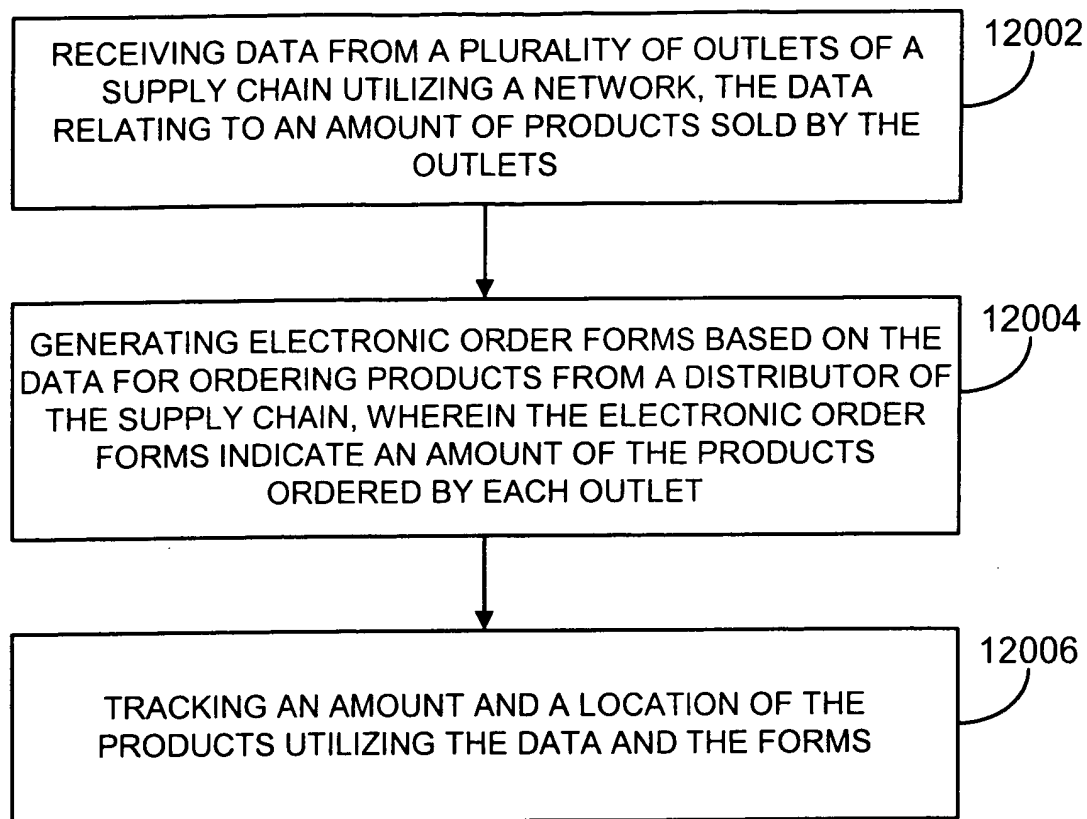 RECEIVING DATA FROM A PLURALITY OF OUTLETS OF A
SUPPLY CHAIN UTILIZING A NETWORK, THE DATA
RELATING TO AN AMOUNT OF PRODUCTS SOLD BY THE
OUTLETS
12002
GENERATING ELECTRONIC ORDER FORMS BASED ON THE
DATA FOR ORDERING PRODUCTS FROM A DISTRIBUTOR OF
THE SUPPLY CHAIN, WHEREIN THE ELECTRONIC ORDER
FORMS INDICATE AN AMOUNT OF THE PRODUCTS
ORDERED BY EACH OUTLET
12004
TRACKING AN AMOUNT AND A LOCATION OF THE
PRODUCTS UTILIZING THE DATA AND THE FORMS
12006